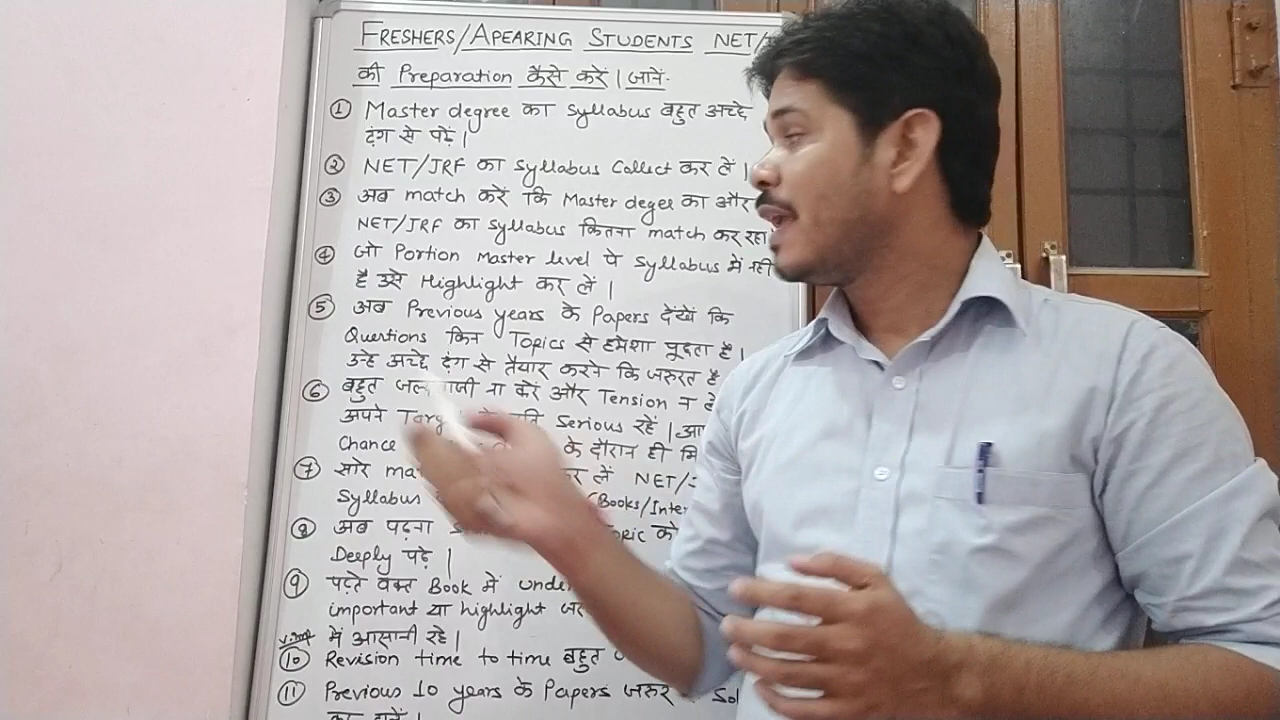 FRESHERS/APEARING STUDENTS NET/
की Preparation कैसे करें। जानें.
① Master degree का Syllabus बहुत अच्छे
ढ़ंग से पढ़ें।
② NET/JRF का Syllabus Collect कर लें।
③ अब match करें कि Master degee का और
NET/JRF का Syllabus कितना match कर रहा
④ जो Portion Master level पे Syllabus में नही
है उसे Highlight कर लें।
⑤ अब Previous years के Papers देखें कि
Questions किन Topics से हमेशा पूछता है।
उन्हे अच्छे ढ़ंग से तैयार करने कि जरुरत है
⑥ बहुत ना करें और Tension न
अपने Serious रहें।
Chance के दौरान ही
⑦ सारे लें NET/
Syllabus (Books/Inter
⑧ अब पढ़ना को
Deeply पढ़े।
⑨ पढ़ते वक्त Book में
important या highlight
में आसानी रहे।
⑩ Revision time to time बहुत
⑪ Previous 10 years के Papers जरुर Sol